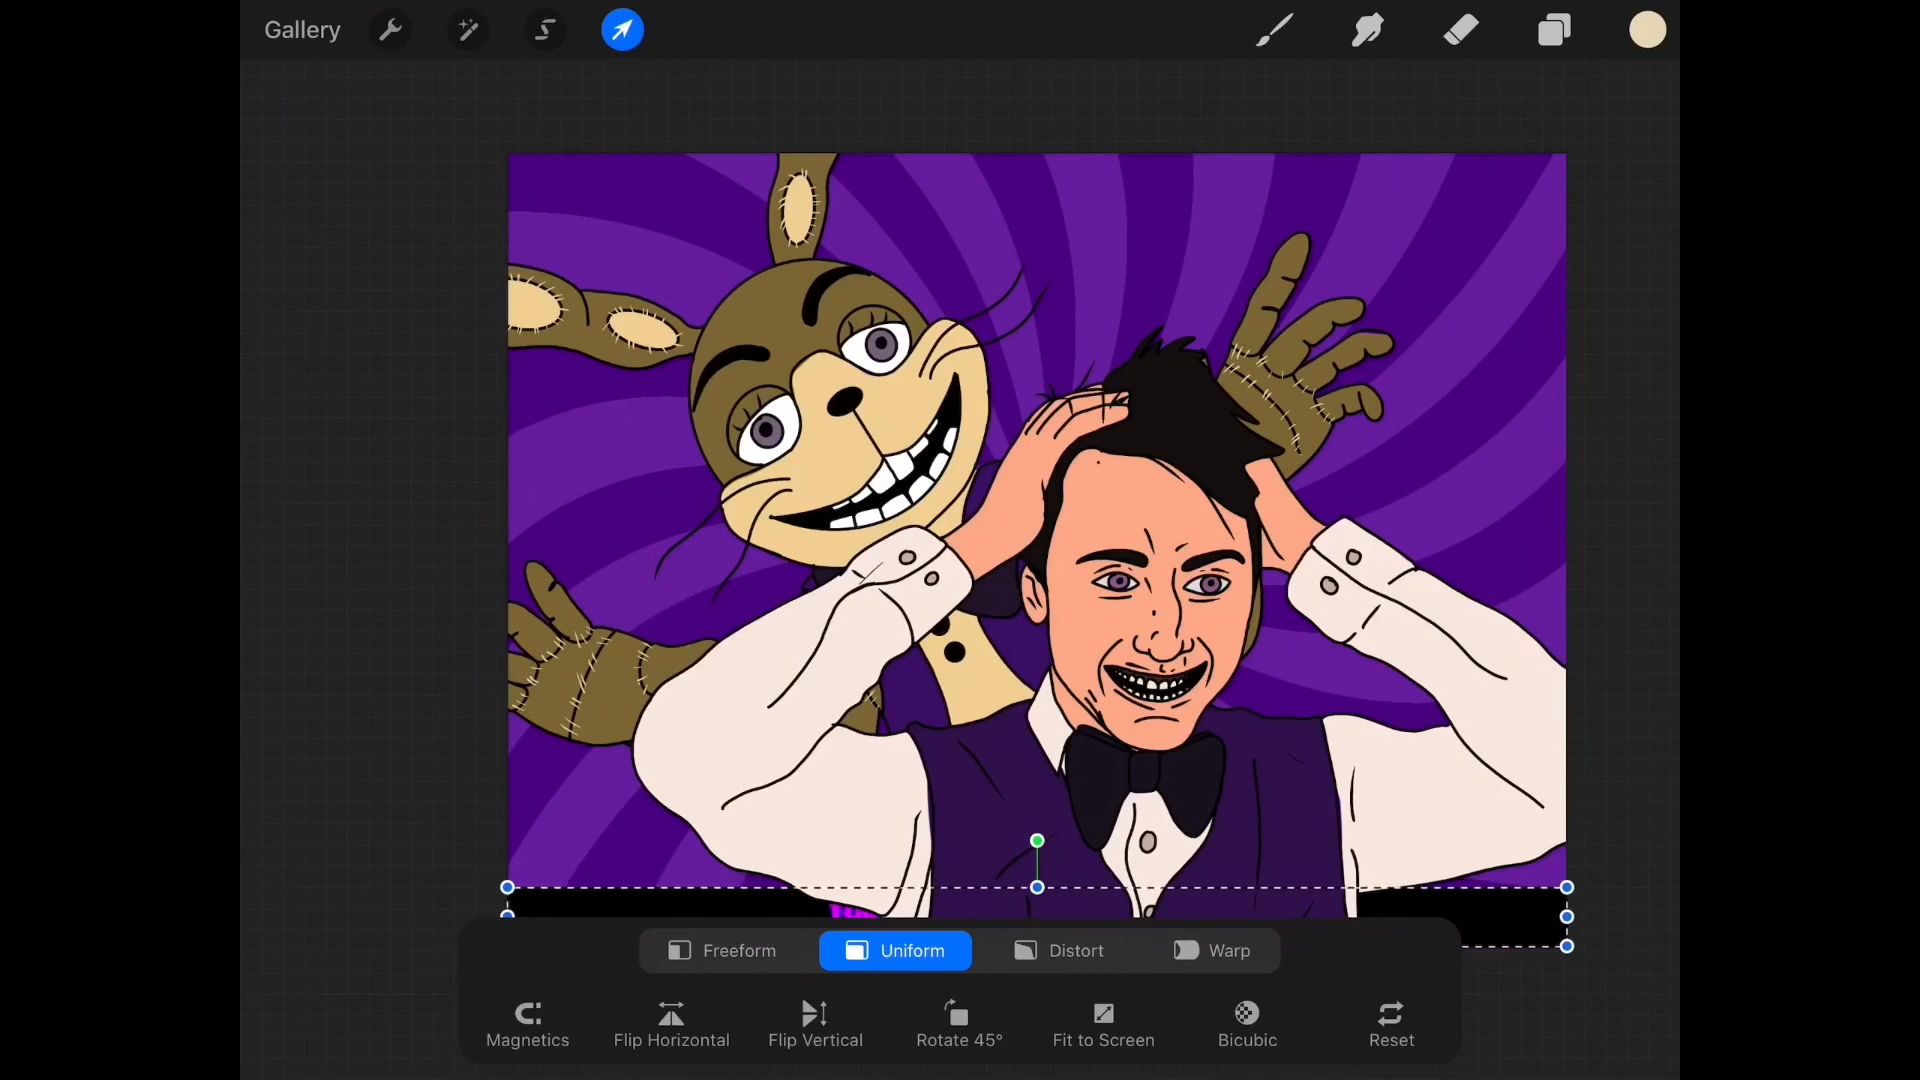 Gallery
Freeform Uniform Distort Warp
Magnetics Flip Horizontal Flip Vertical Rotate 45° Fit to Screen Bicubic Reset